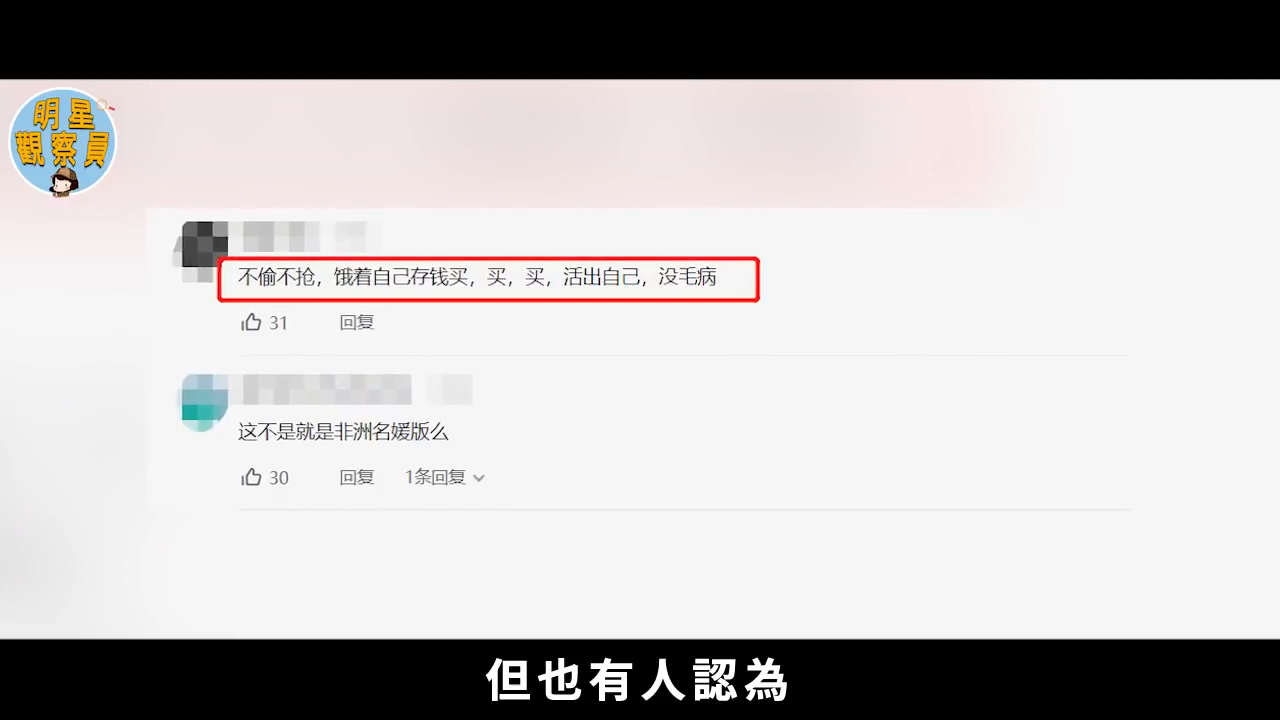 明星
觀察員
不偷不抢，饿着自己存钱买，买，买，活出自己，没毛病
31 回复
这不是就是非洲名媛版么
30 回复 1条回复
但也有人認為